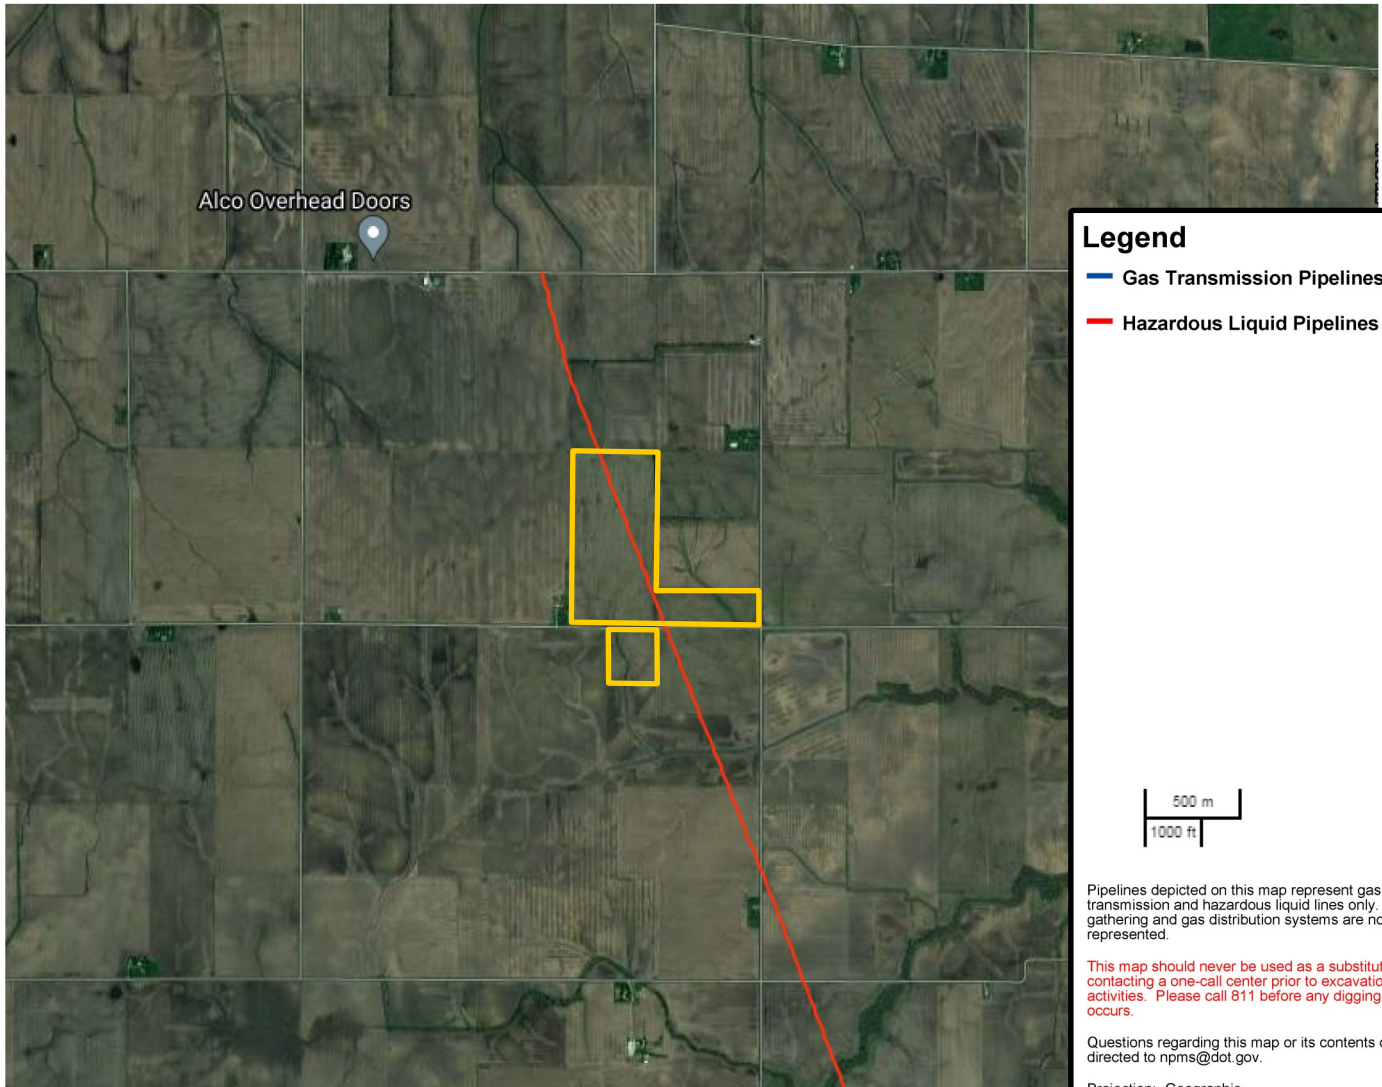 Alco Overhead Doors
Legend
Gas Transmission Pipelines
Hazardous Liquid Pipelines
500 m
1000 ft
Pipelines depicted on this map represent gas
transmission and hazardous liquid lines only.
gathering and gas distribution systems are
represented.
This map should never be used as a
contacting a one-call center prior to
activities. Please call 811 before any digging
occurs.
Questions regarding this map or its contents
directed to npms@dot.gov.
Projection: Geographic